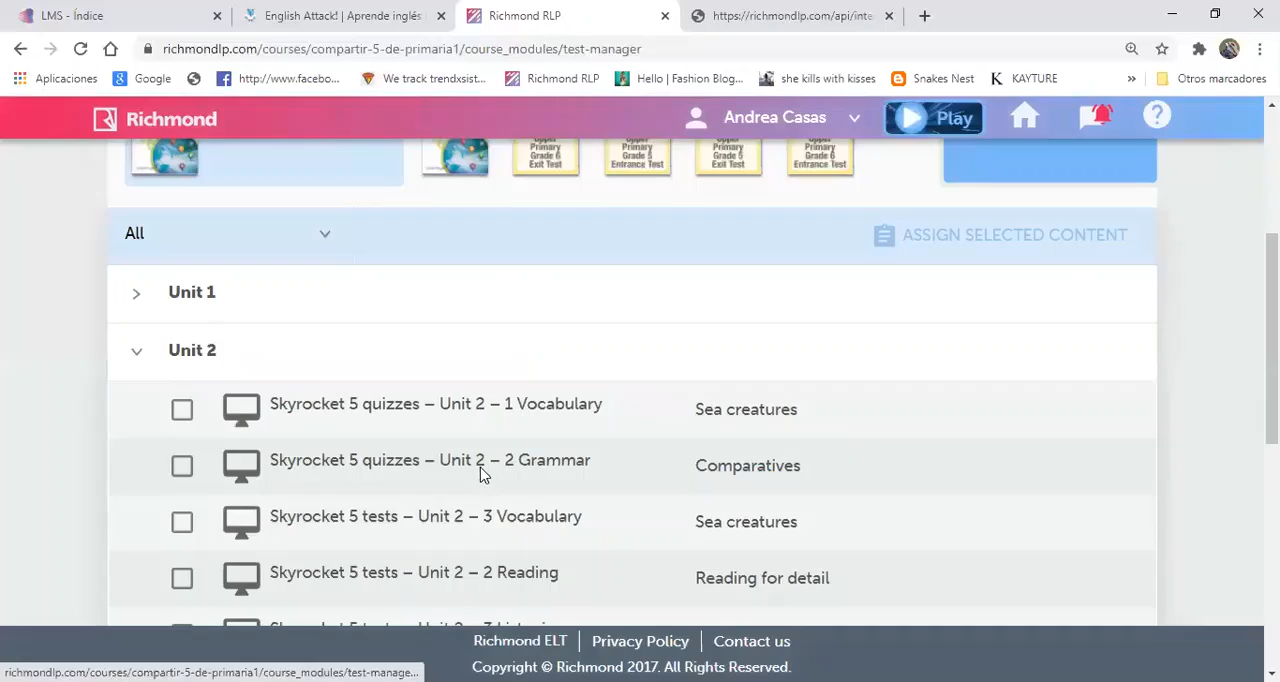 LMS - Índice
English Attack! | Aprende inglés
Richmond RLP
https://richmondlp.com/api/inte
richmondlp.com/courses/compartir-5-de-primaria1/course_modules/test-manager
Aplicaciones
Google
http://www.facebo...
We track trendxsist...
Richmond RLP
Hello | Fashion Blog...
she kills with kisses
Snakes Nest
K KAYTURE
»
Otros marcadores
Richmond
Andrea Casas
Play
Upper
Primary
Grade 5
Exit Test
Upper
Primary
Grade 5
Entrance Test
Upper
Primary
Grade 6
Exit Test
Upper
Primary
Grade 6
Entrance Test
All
ASSIGN SELECTED CONTENT
Unit 1
Unit 2
Skyrocket 5 quizzes – Unit 2 – 1 Vocabulary
Sea creatures
Skyrocket 5 quizzes – Unit 2 – 2 Grammar
Comparatives
Skyrocket 5 tests – Unit 2 – 3 Vocabulary
Sea creatures
Skyrocket 5 tests – Unit 2 – 2 Reading
Reading for detail
Richmond ELT
Privacy Policy
Contact us
Copyright © Richmond 2017. All Rights Reserved.
richmondlp.com/courses/compartir-5-de-primaria1/course_modules/test-manage...